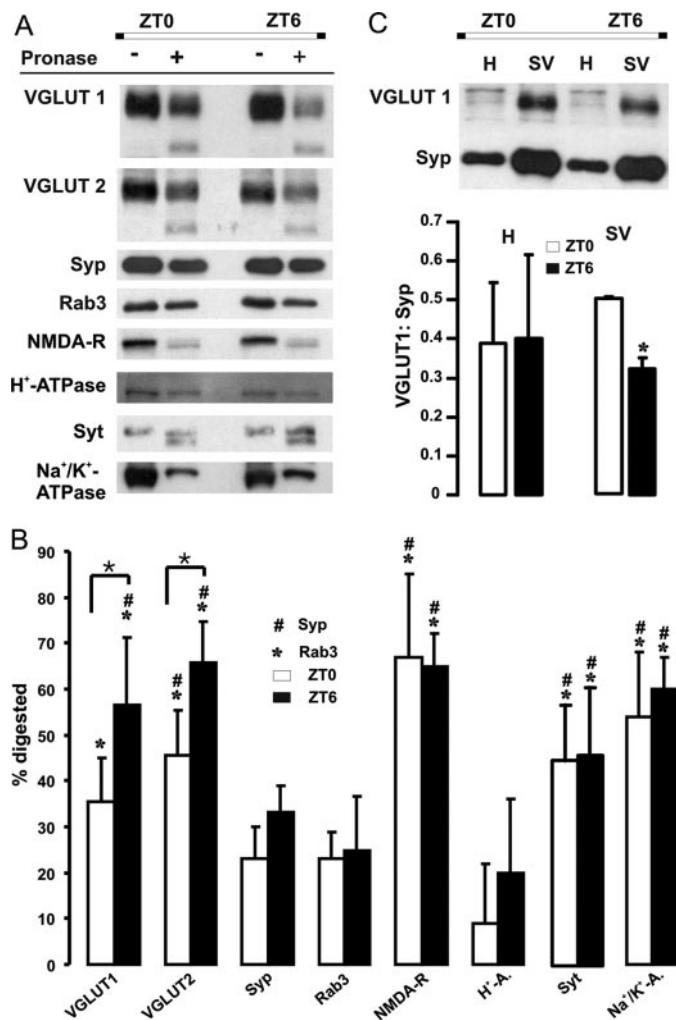 A
ZT0 ZT6
Pronase - + - +
VGLUT 1
VGLUT 2
Syp
Rab3
NMDA-R
H⁺-ATPase
Syt
Na⁺/K⁺-
ATPase
C
ZT0 ZT6
H SV H SV
VGLUT 1
Syp
0.7
0.6
0.5
0.4
0.3
0.2
0.1
0
VGLUT1: Syp
H SV
ZT0
ZT6
*
B
90
80
70
60
50
40
30
20
10
0
% digested
* *
# Syp
* Rab3
ZT0
ZT6
*
#
*
#
*
#
*
#
*
#
*
#
*
#
*
#
*
#
*
VGLUT1 VGLUT2 Syp Rab3 NMDA-R H⁺-A. Syt Na⁺/K⁺-A.